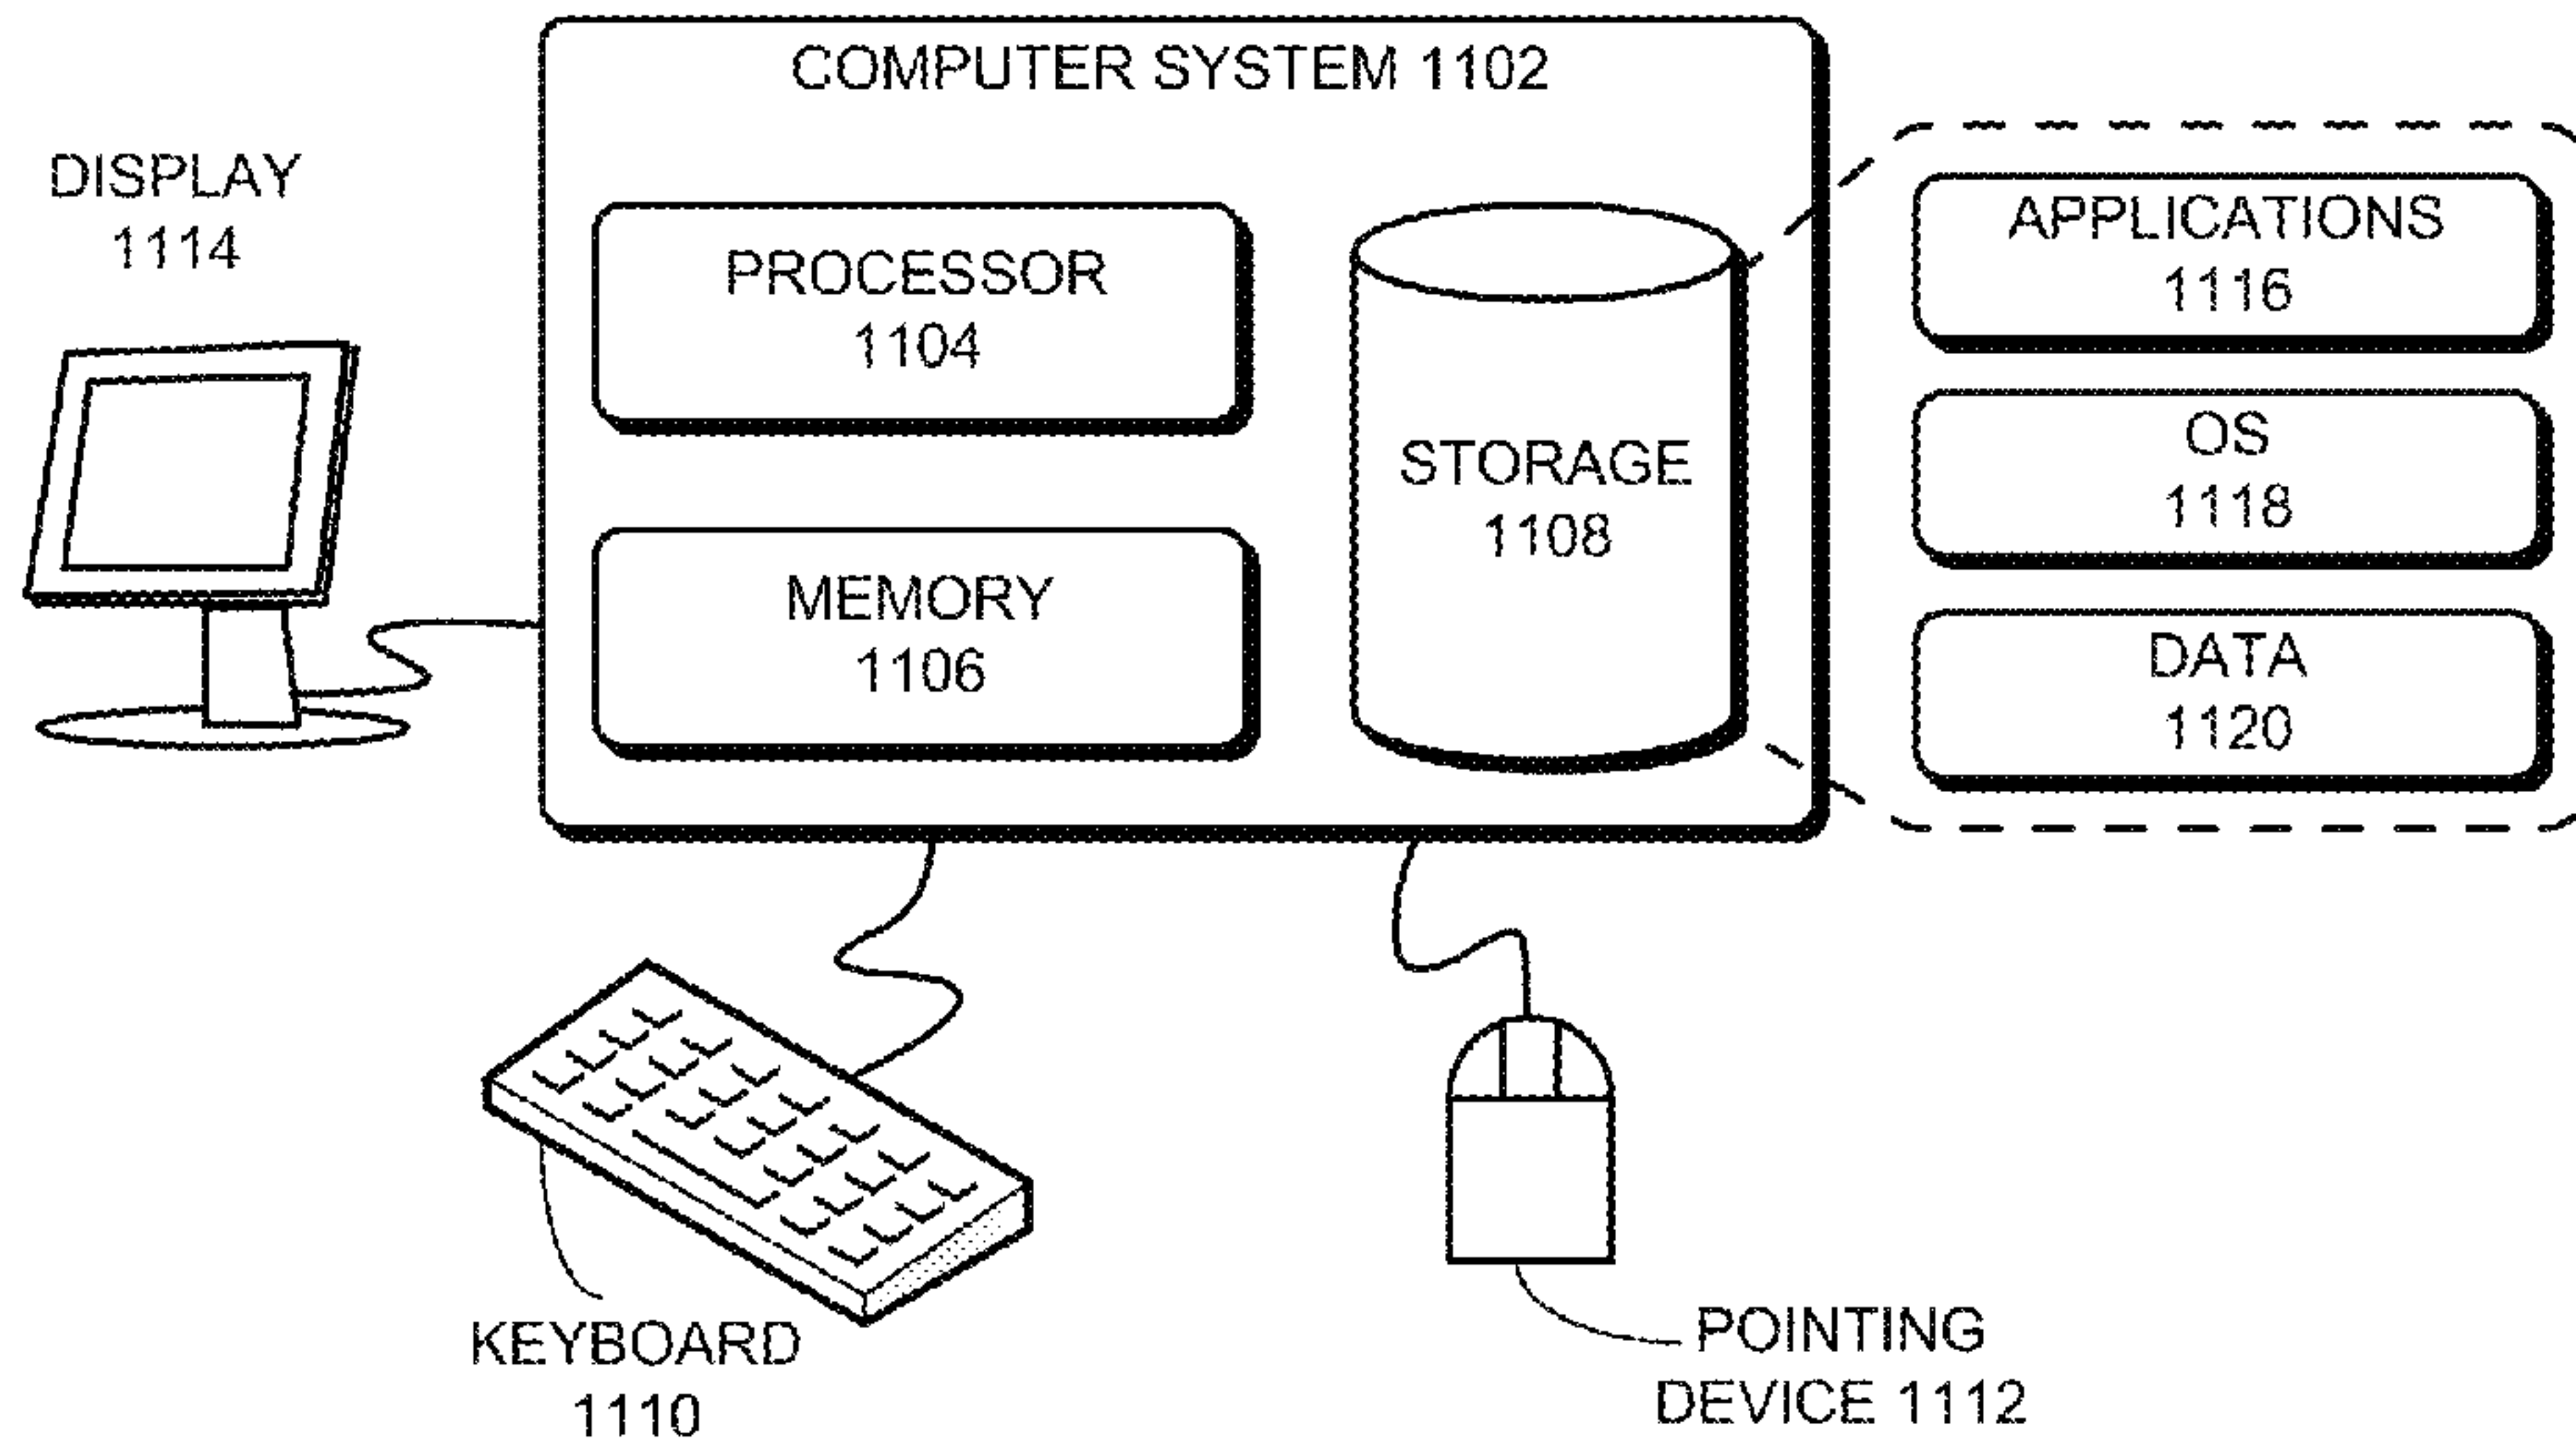 COMPUTER SYSTEM 1102
DISPLAY
1114
PROCESSOR
1104
MEMORY
1106
STORAGE
1108
APPLICATIONS
1116
OS
1118
DATA
1120
KEYBOARD
1110
POINTING
DEVICE 1112